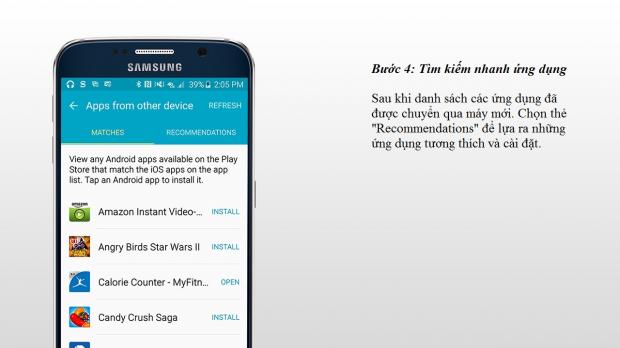 SAMSUNG
39% 2:05 PM
Apps from other device REFRESH
MATCHES RECOMMENDATIONS
View any Android apps available on the Play
Store that match the iOS apps on the app
list. Tap an Android app to install it.
amazon
Amazon Instant Video-... INSTALL
Angry Birds Star Wars II INSTALL
Calorie Counter - MyFitn... OPEN
Candy Crush Saga INSTALL
Bước 4: Tìm kiếm nhanh ứng dụng
Sau khi danh sách các ứng dụng đã
được chuyển qua máy mới. Chọn thẻ
"Recommendations" để lựa ra những
ứng dụng tương thích và cài đặt.